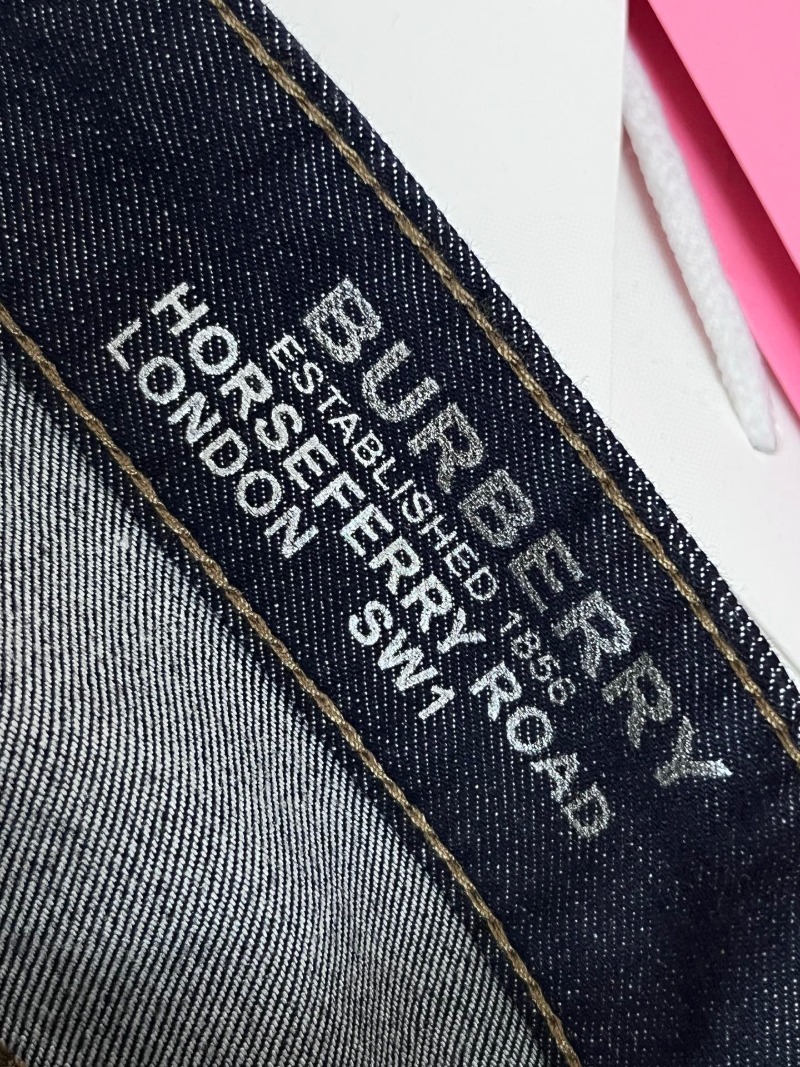 BURBERRY
ESTABLISHED 1856
HORSEFERRY ROAD
LONDON SW1